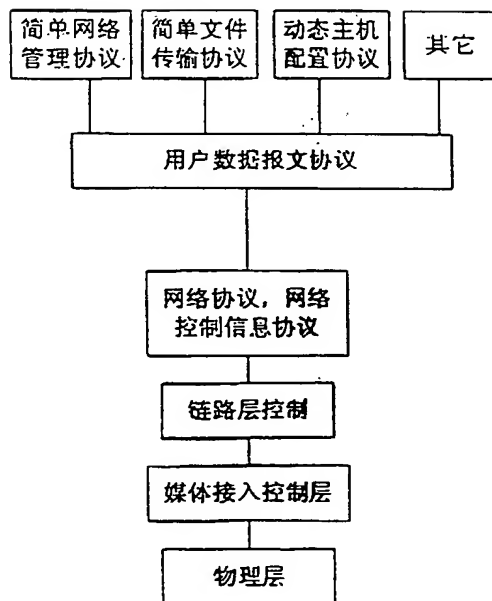 简单网络
管理协议
简单文件
传输协议
动态主机
配置协议
其它
用户数据报文协议
网络协议，网络
控制信息协议
链路层控制
媒体接入控制层
物理层